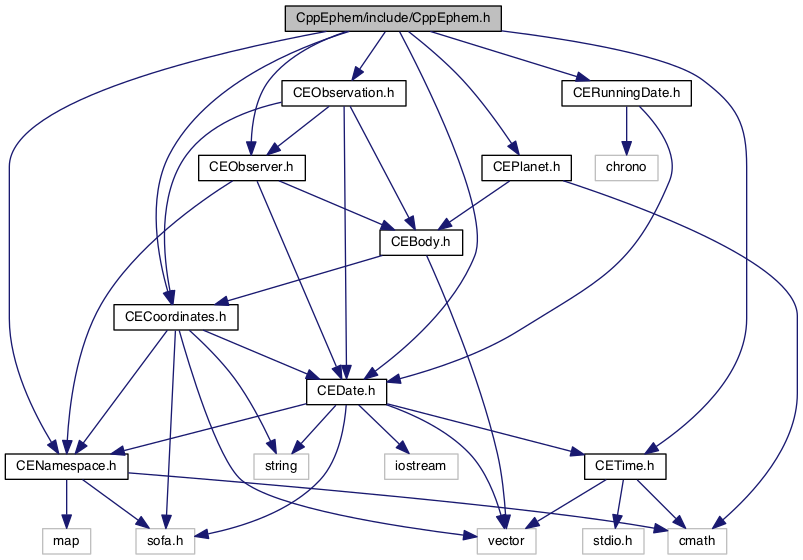 CppEphem/include/CppEphem.h
CEObservation.h
CERunningDate.h
CEObserver.h
CEPlanet.h
chrono
CEBody.h
CECoordinates.h
CEDate.h
CENamespace.h
string
iostream
CETime.h
map
sofa.h
vector
stdio.h
cmath